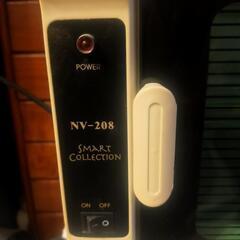 POWER
NV-208
SMART
COLLECTION
ON OFF